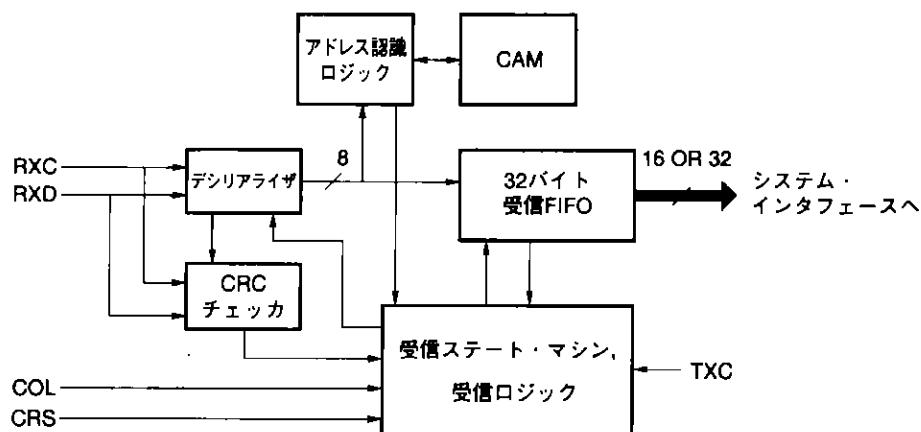 アドレス認識
ロジック
CAM
RXC
RXD
デシリアライザ
8
32バイト
受信FIFO
16 OR 32
システム・
インタフェースへ
CRC
チェッカ
受信ステート・マシン,
受信ロジック
TXC
COL
CRS